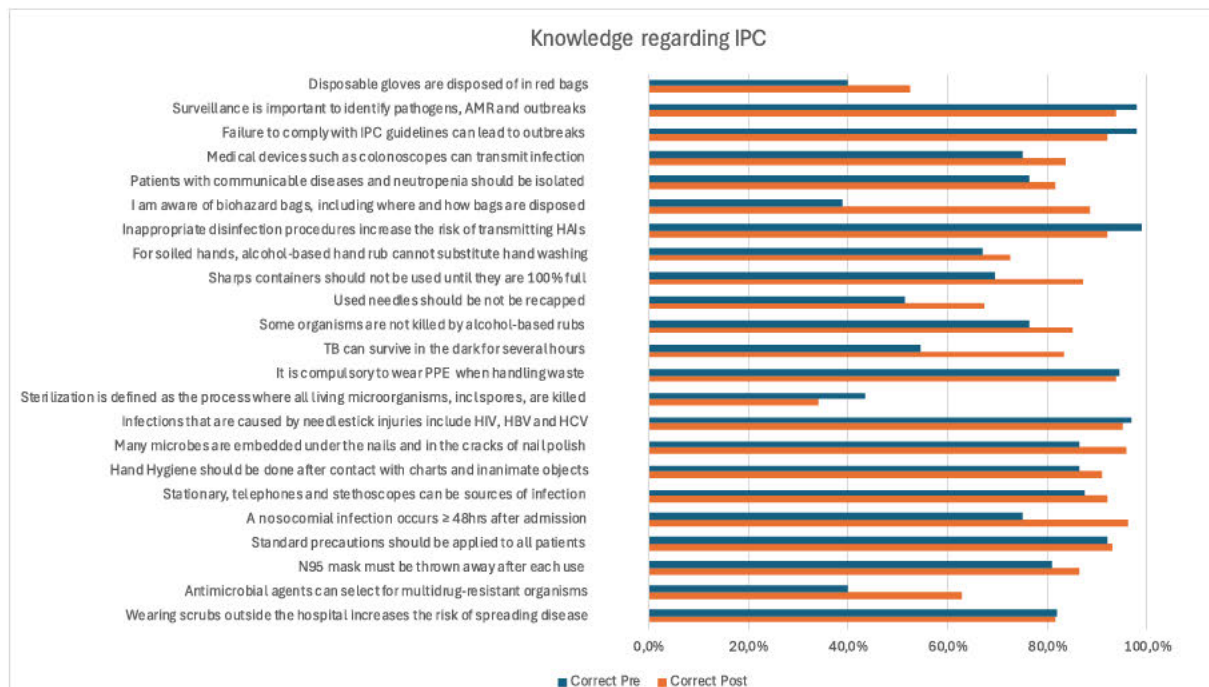 Knowledge regarding IPC
Disposable gloves are disposed of in red bags
Surveillance is important to identify pathogens, AMR and outbreaks
Failure to comply with IPC guidelines can lead to outbreaks
Medical devices such as colonoscopes can transmit infection
Patients with communicable diseases and neutropenia should be isolated
I am aware of biohazard bags, including where and how bags are disposed
Inappropriate disinfection procedures increase the risk of transmitting HAIs
For soiled hands, alcohol-based hand rub cannot substitute hand washing
Sharps containers should not be used until they are 100% full
Used needles should be not be recapped
Some organisms are not killed by alcohol-based rubs
TB can survive in the dark for several hours
It is compulsory to wear PPE when handling waste
Sterilization is defined as the process where all living microorganisms, incl spores, are killed
Infections that are caused by needlestick injuries include HIV, HBV and HCV
Many microbes are embedded under the nails and in the cracks of nail polish
Hand Hygiene should be done after contact with charts and inanimate objects
Stationary, telephones and stethoscopes can be sources of infection
A nosocomial infection occurs ≥ 48hrs after admission
Standard precautions should be applied to all patients
N95 mask must be thrown away after each use
Antimicrobial agents can select for multidrug-resistant organisms
Wearing scrubs outside the hospital increases the risk of spreading disease
0,0% 20,0% 40,0% 60,0% 80,0% 100,0%
Correct Pre Correct Post